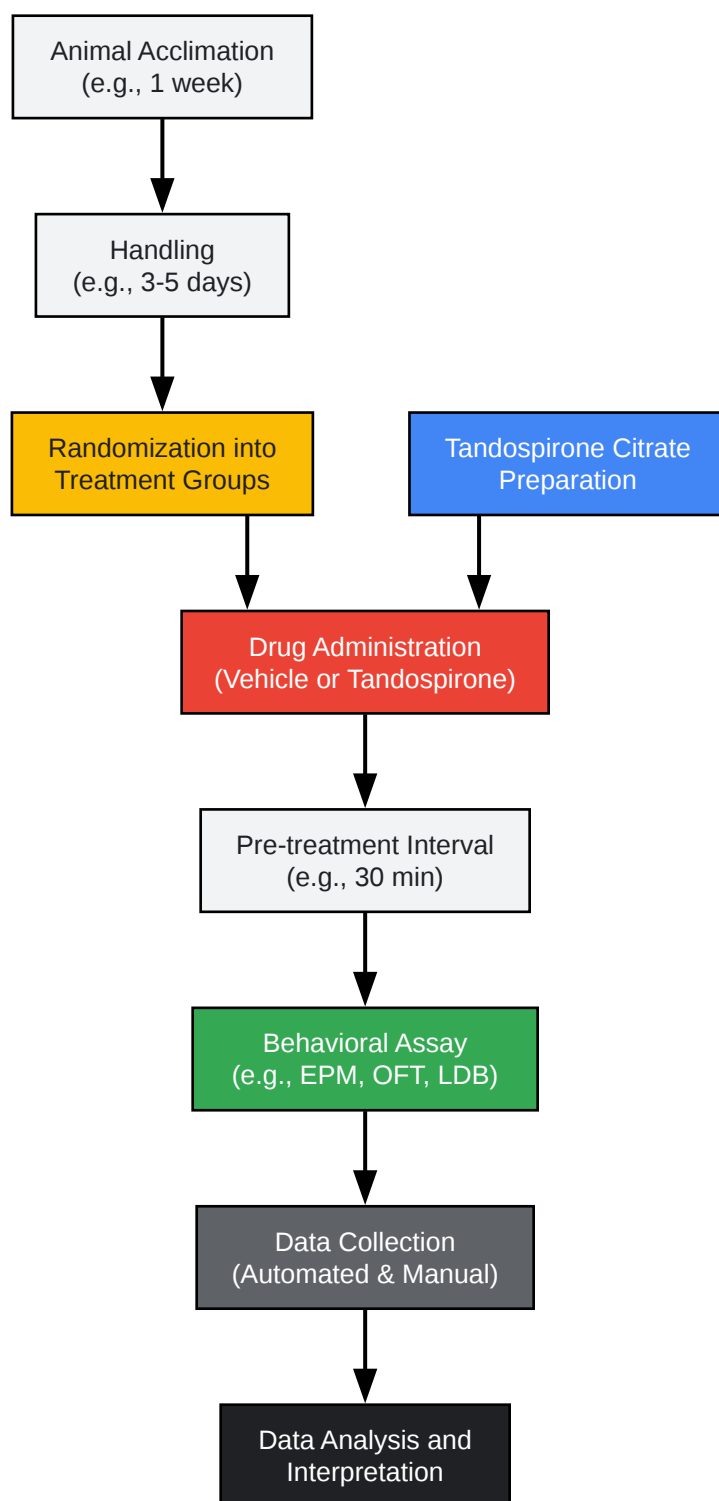 Animal Acclimation
(e.g., 1 week)
Handling
(e.g., 3-5 days)
Randomization into
Treatment Groups
Tandospirone Citrate
Preparation
Drug Administration
(Vehicle or Tandospirone)
Pre-treatment Interval
(e.g., 30 min)
Behavioral Assay
(e.g., EPM, OFT, LDB)
Data Collection
(Automated & Manual)
Data Analysis and
Interpretation